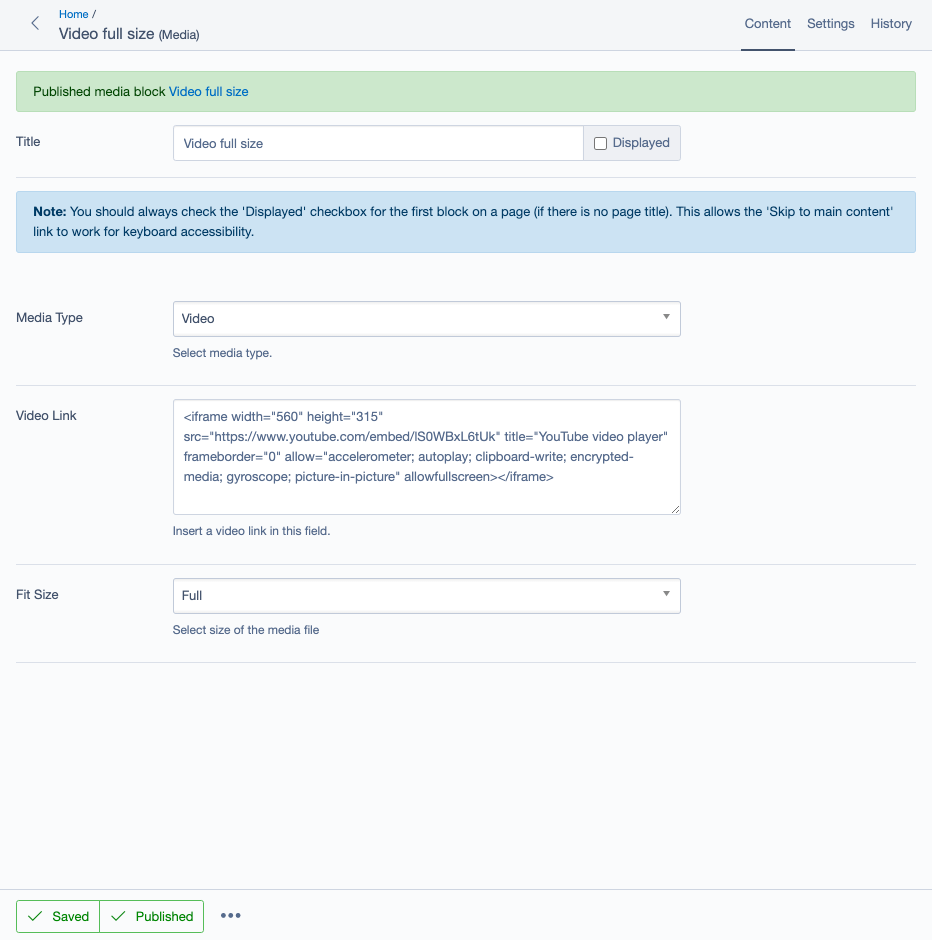 Home /
Video full size (Media)
Content Settings History
Published media block Video full size
Title
Video full size
Displayed
Note: You should always check the 'Displayed' checkbox for the first block on a page (if there is no page title). This allows the 'Skip to main content'
link to work for keyboard accessibility.
Media Type
Video
Select media type.
Video Link
<iframe width="560" height="315"
src="https://www.youtube.com/embed/lS0WBxL6tUk" title="YouTube video player"
frameborder="0" allow="accelerometer; autoplay; clipboard-write; encrypted-
media; gyroscope; picture-in-picture" allowfullscreen></iframe>
Insert a video link in this field.
Fit Size
Full
Select size of the media file
Saved
Published